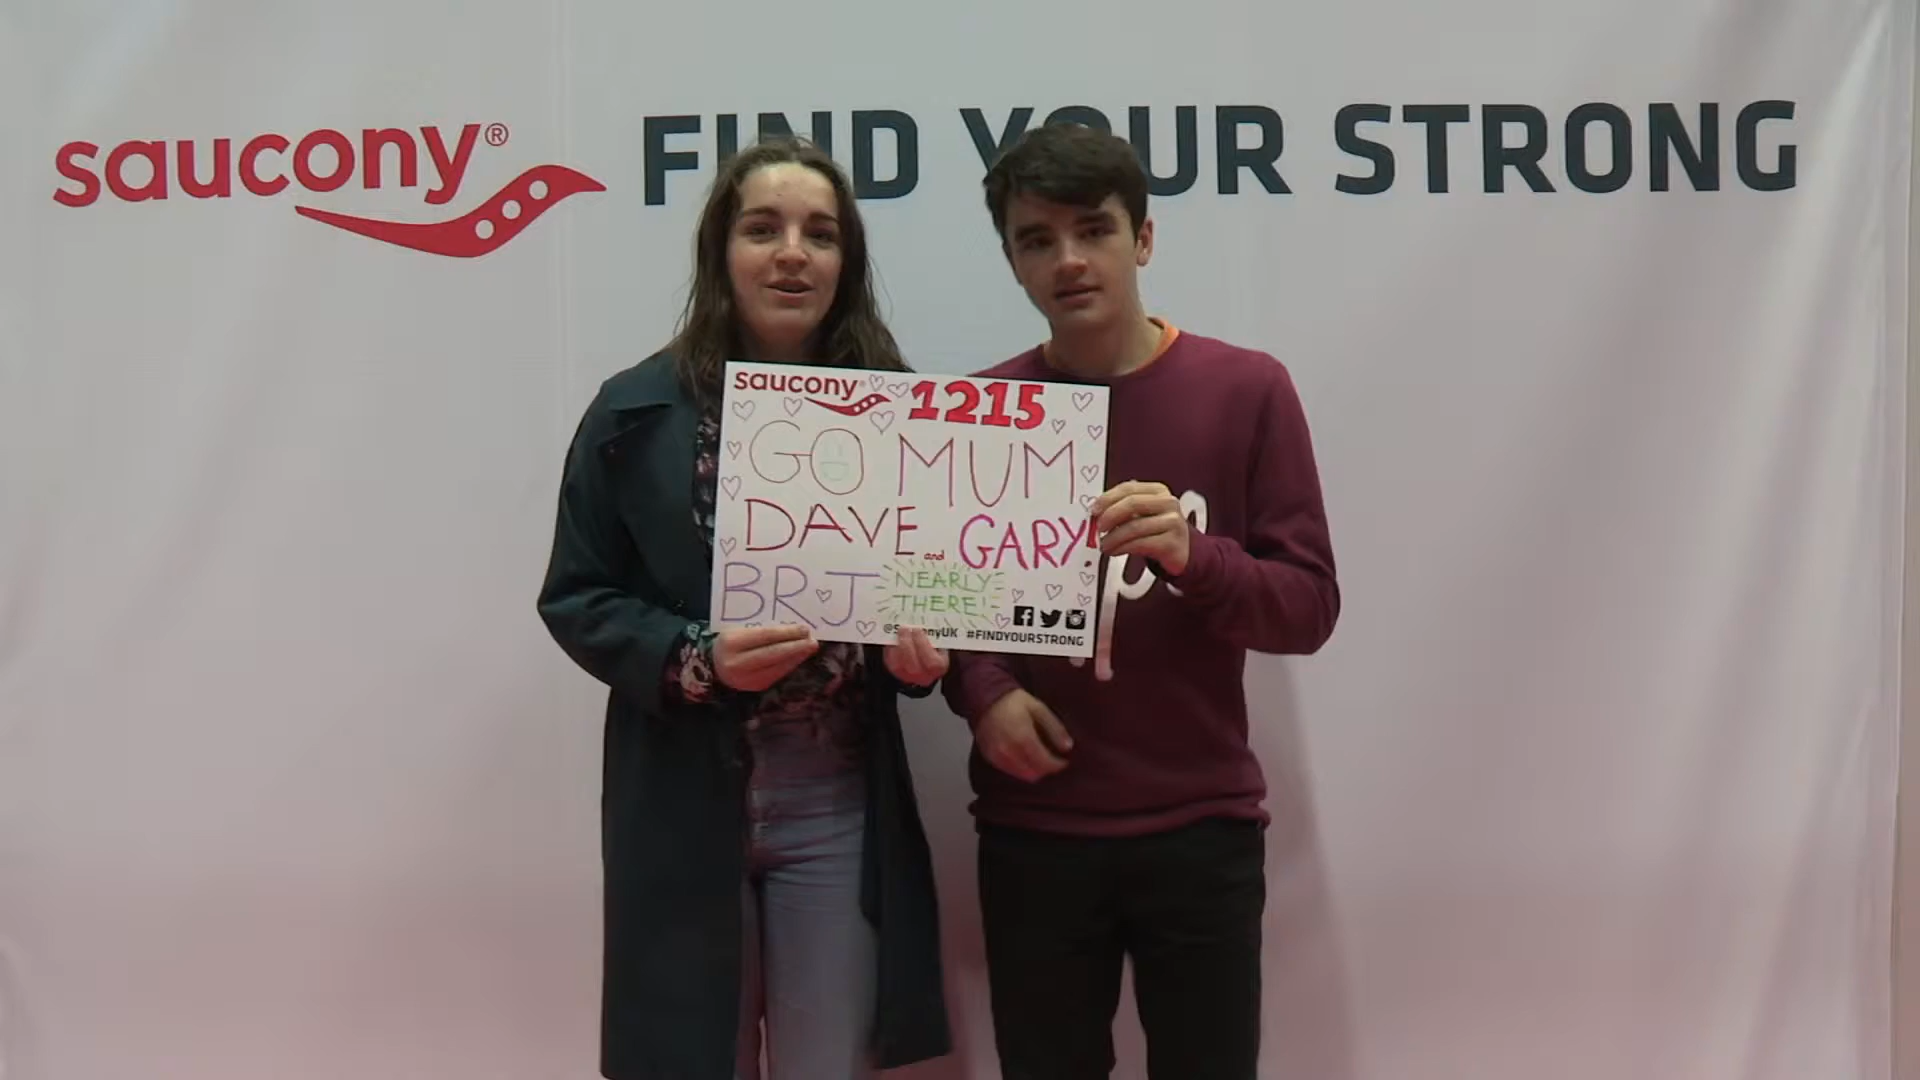 saucony® FIND YOUR STRONG
saucony® 1215
GO MUM
DAVE and GARY!
BRJ NEARLY
THERE!
#FINDYOURSTRONG